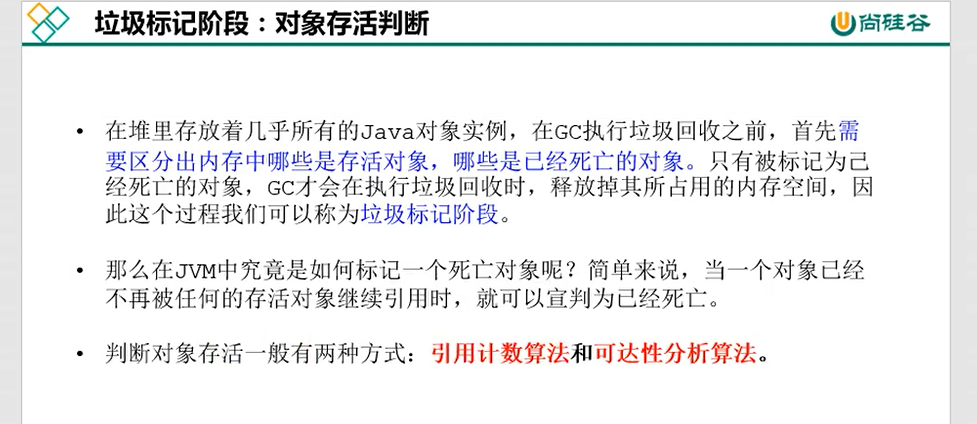 垃圾标记阶段：对象存活判断
尚硅谷
• 在堆里存放着几乎所有的Java对象实例，在GC执行垃圾回收之前，首先需
要区分出内存中哪些是存活对象，哪些是已经死亡的对象。只有被标记为己
经死亡的对象，GC才会在执行垃圾回收时，释放掉其所占用的内存空间，因
此这个过程我们可以称为垃圾标记阶段。
• 那么在JVM中究竟是如何标记一个死亡对象呢？简单来说，当一个对象已经
不再被任何的存活对象继续引用时，就可以宣判为已经死亡。
• 判断对象存活一般有两种方式：引用计数算法和可达性分析算法。